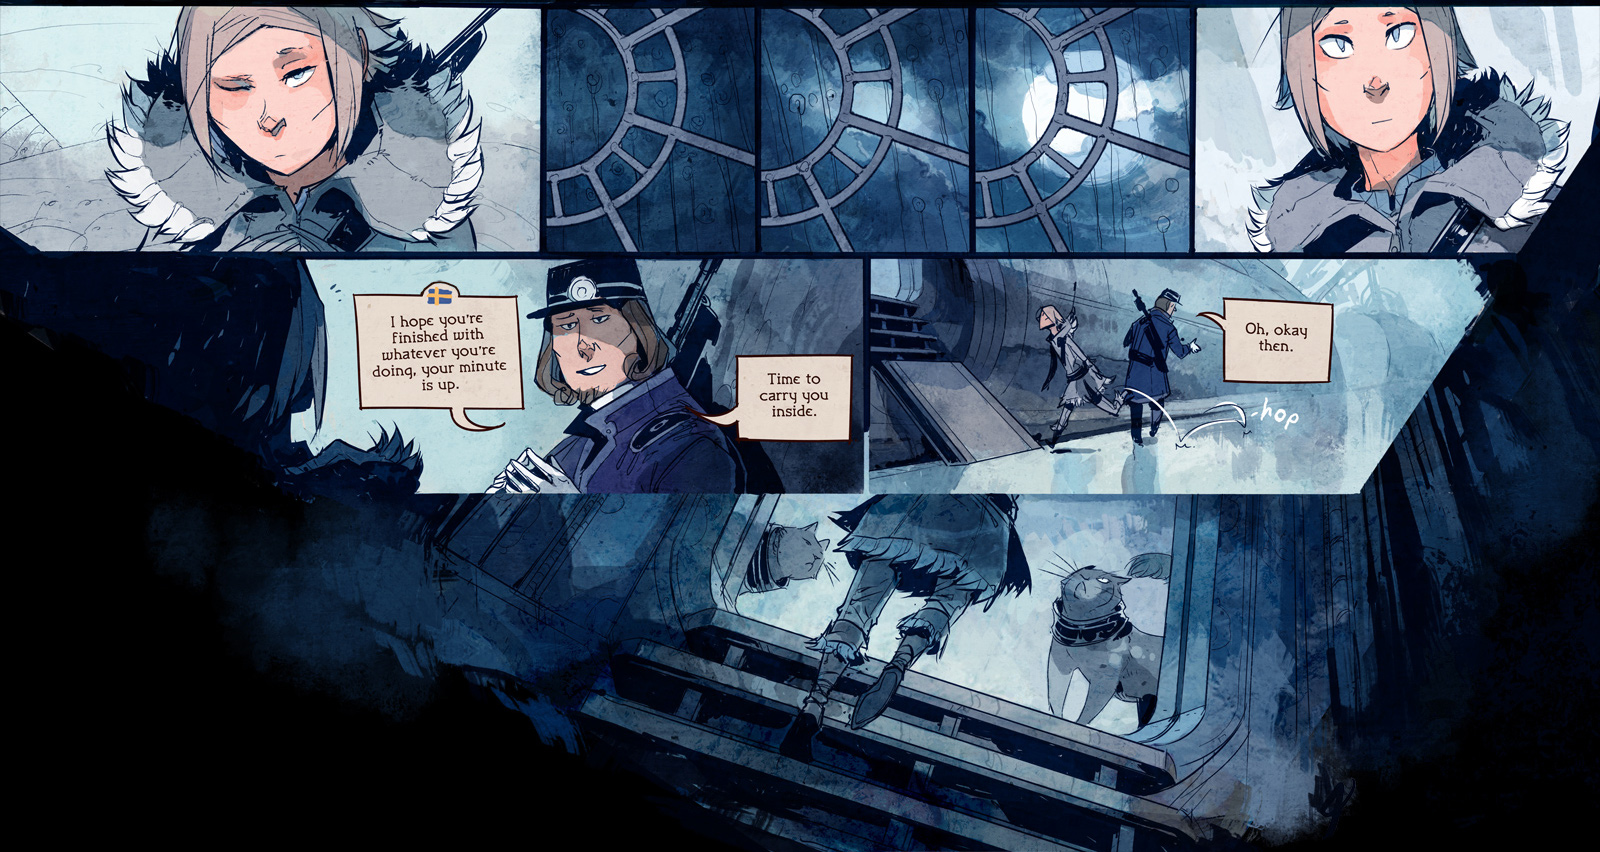 I hope you're
finished with
whatever you're
doing, your minute
is up.
Time to
carry you
inside.
Oh, okay
then.
-hop